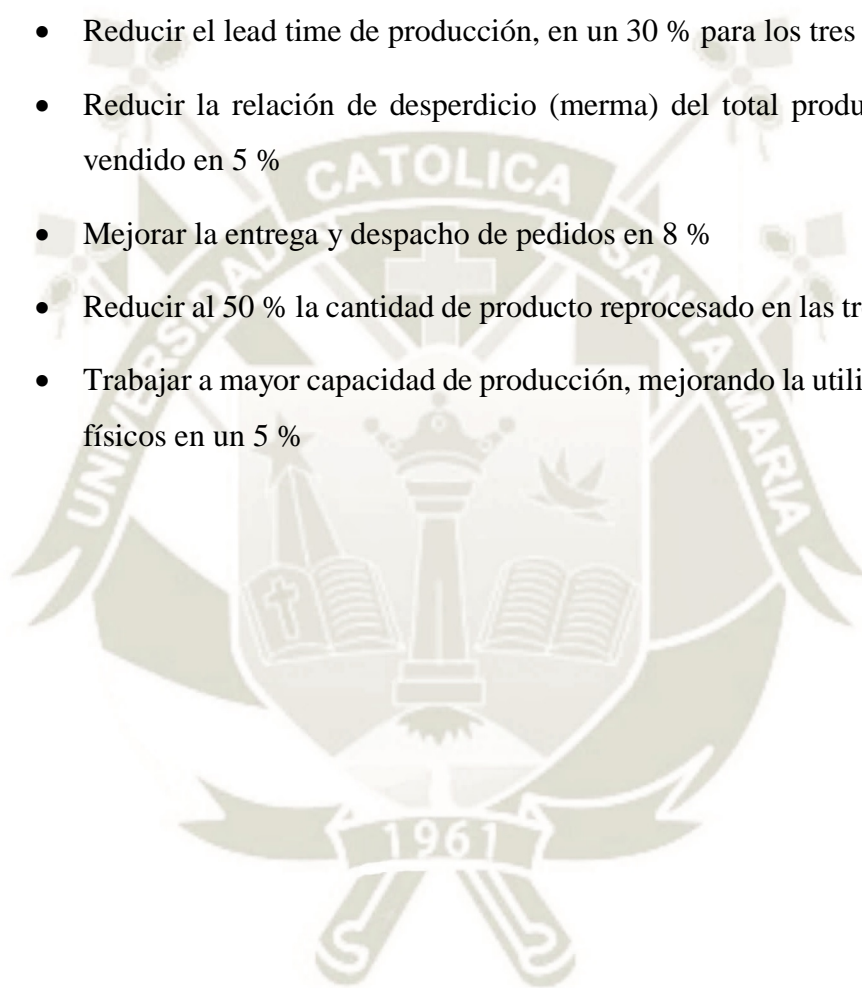 • Reducir el lead time de producción, en un 30 % para los tres
• Reducir la relación de desperdicio (merma) del total produ
vendido en 5 %
• Mejorar la entrega y despacho de pedidos en 8 %
• Reducir al 50 % la cantidad de producto reprocesado en las tr
• Trabajar a mayor capacidad de producción, mejorando la utili
físicos en un 5 %
UNIVERSIDAD CATOLICA SANTA MARIA
1961